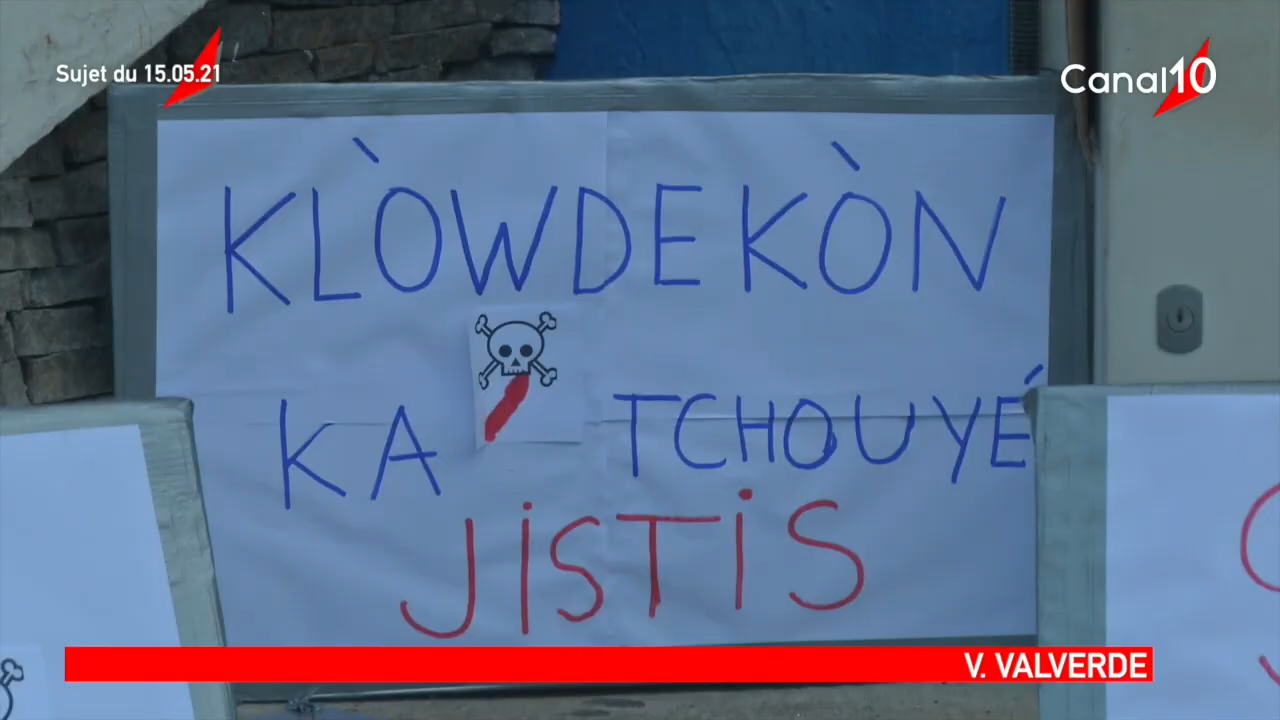 Sujet du 15.05.21
Canal10
KLÒWDEKÒN
KA TCHOUYÉ
JISTIS
V. VALVERDE